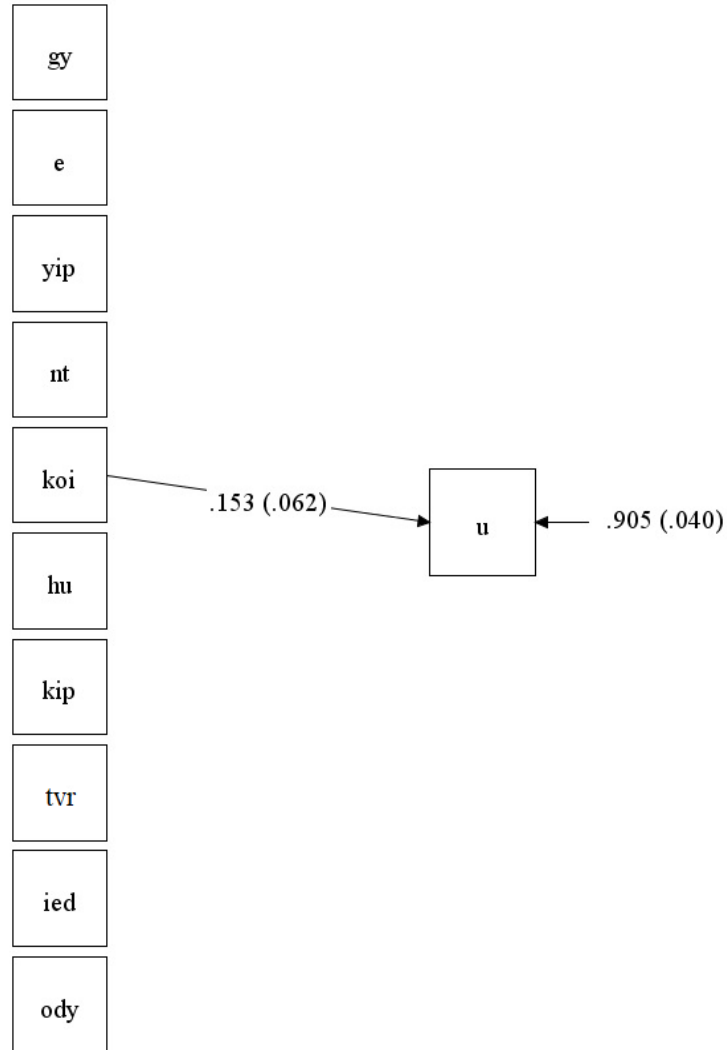 gy
e
yip
nt
koi
.153 (.062)
u
.905 (.040)
hu
kip
tvr
ied
ody